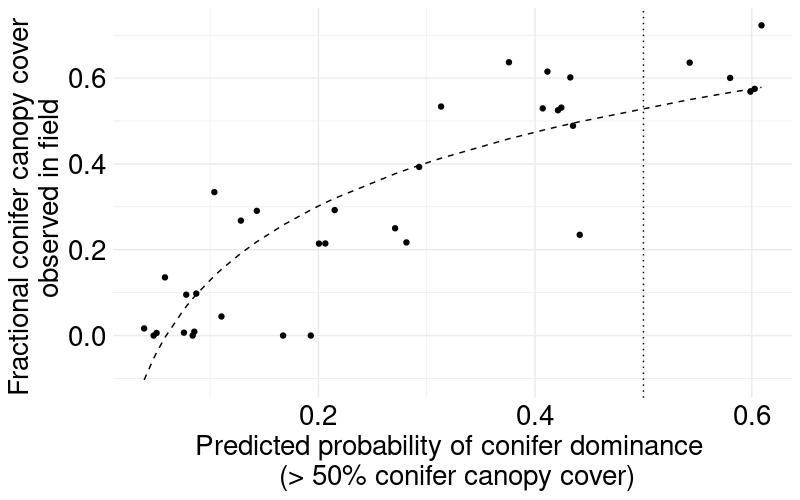 Fractional conifer canopy cover
observed in field
0.6
0.4
0.2
0.0
0.2 0.4 0.6
Predicted probability of conifer dominance
(> 50% conifer canopy cover)